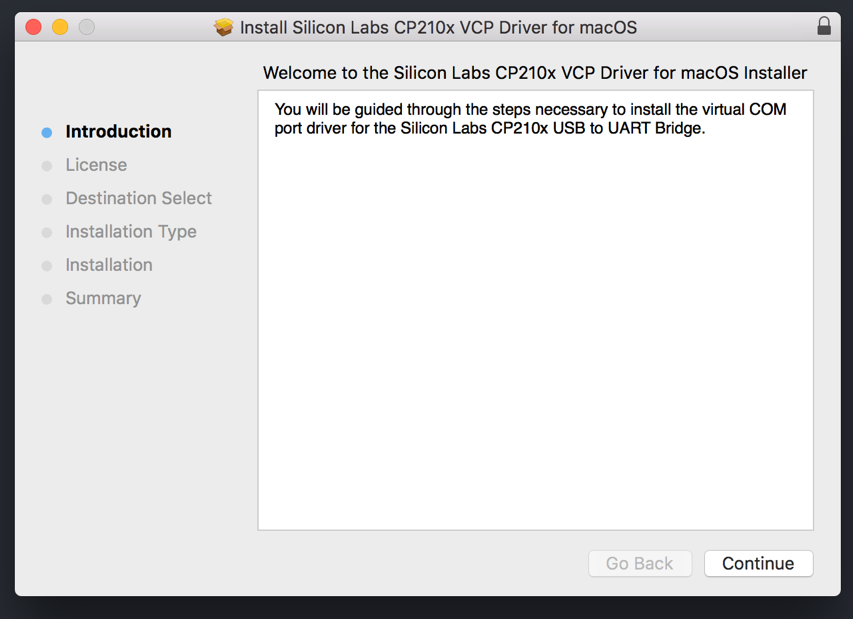 Install Silicon Labs CP210x VCP Driver for macOS
Welcome to the Silicon Labs CP210x VCP Driver for macOS Installer
Introduction
License
Destination Select
Installation Type
Installation
Summary
You will be guided through the steps necessary to install the virtual COM
port driver for the Silicon Labs CP210x USB to UART Bridge.
Go Back
Continue